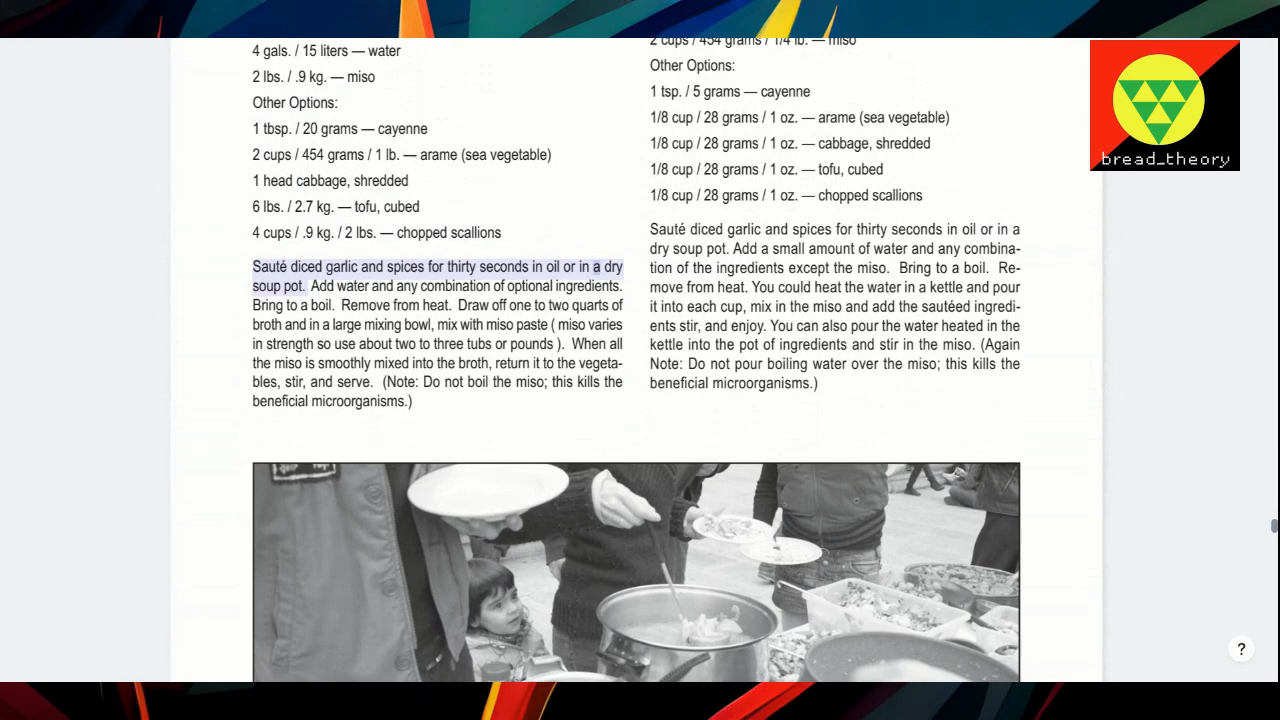 4 gals. / 15 liters — water
2 lbs. / .9 kg. — miso
Other Options:
1 tbsp. / 20 grams — cayenne
2 cups / 454 grams / 1 lb. — arame (sea vegetable)
1 head cabbage, shredded
6 lbs. / 2.7 kg. — tofu, cubed
4 cups / .9 kg. / 2 lbs. — chopped scallions
Sauté diced garlic and spices for thirty seconds in oil or in a dry
soup pot. Add water and any combination of optional ingredients.
Bring to a boil. Remove from heat. Draw off one to two quarts of
broth and in a large mixing bowl, mix with miso paste ( miso varies
in strength so use about two to three tubs or pounds ). When all
the miso is smoothly mixed into the broth, return it to the vegeta-
bles, stir, and serve. (Note: Do not boil the miso; this kills the
beneficial microorganisms.)
2 cups / 454 grams / 1/4 lb. — miso
Other Options:
1 tsp. / 5 grams — cayenne
1/8 cup / 28 grams / 1 oz. — arame (sea vegetable)
1/8 cup / 28 grams / 1 oz. — cabbage, shredded
1/8 cup / 28 grams / 1 oz. — tofu, cubed
1/8 cup / 28 grams / 1 oz. — chopped scallions
Sauté diced garlic and spices for thirty seconds in oil or in a
dry soup pot. Add a small amount of water and any combina-
tion of the ingredients except the miso. Bring to a boil. Re-
move from heat. You could heat the water in a kettle and pour
it into each cup, mix in the miso and add the sautéed ingredi-
ents stir, and enjoy. You can also pour the water heated in the
kettle into the pot of ingredients and stir in the miso. (Again
Note: Do not pour boiling water over the miso; this kills the
beneficial microorganisms.)
bread_theory
?